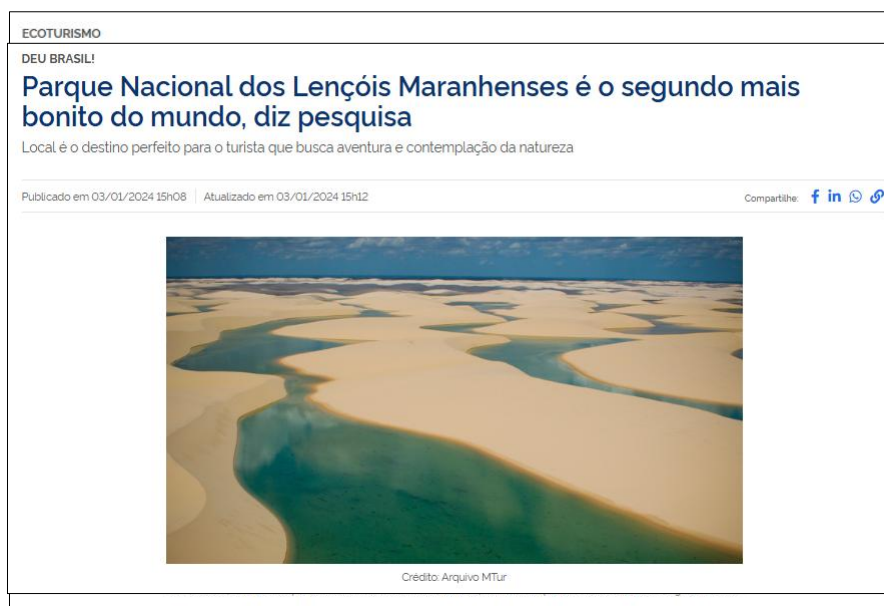 ECOTURISMO
DEU BRASIL!
Parque Nacional dos Lençóis Maranhenses é o segundo mais
bonito do mundo, diz pesquisa
Local é o destino perfeito para o turista que busca aventura e contemplação da natureza
Publicado em 03/01/2024 15h08 Atualizado em 03/01/2024 15h12 Compartilhe:
Crédito: Arquivo MTur